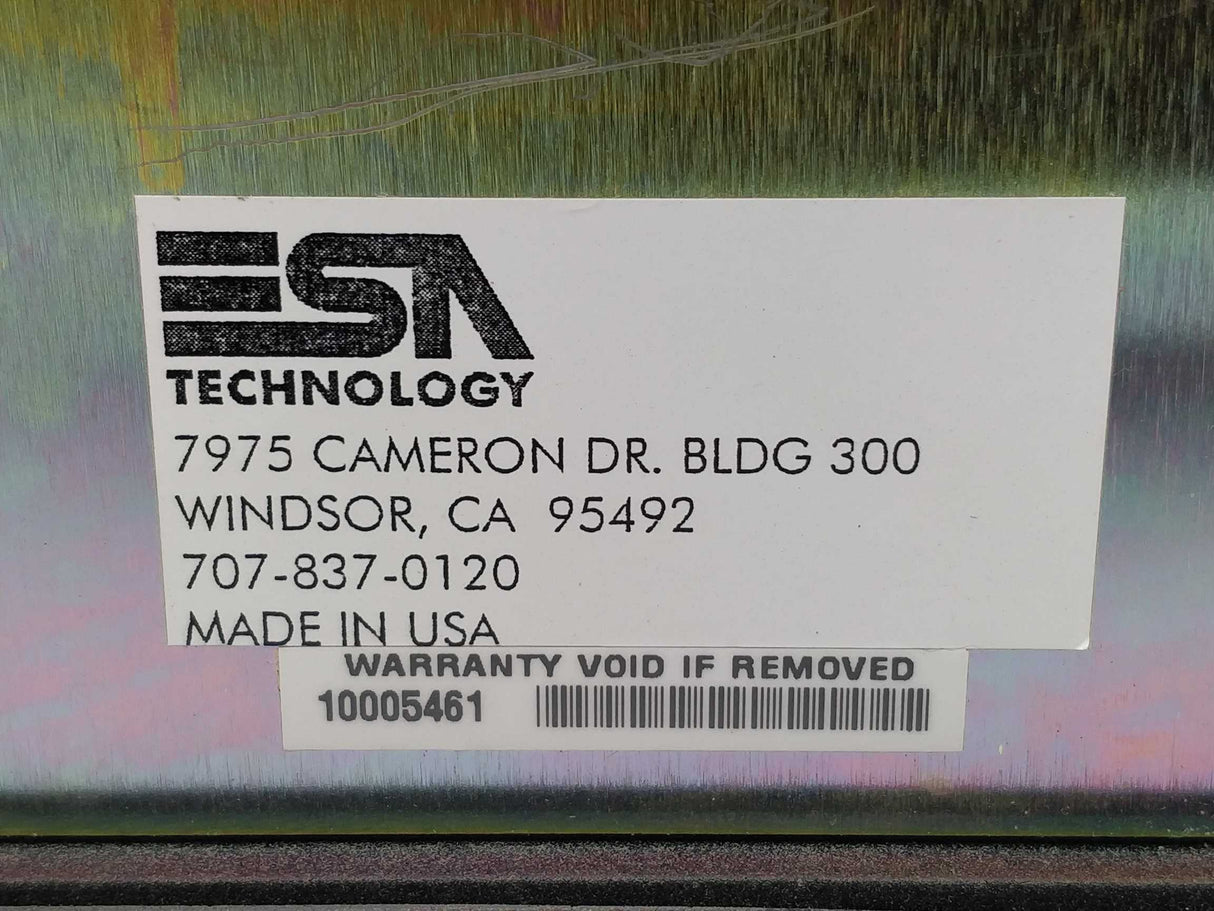 ESA
TECHNOLOGY
7975 CAMERON DR. BLDG 300
WINDSOR, CA 95492
707-837-0120
MADE IN USA
WARRANTY VOID IF REMOVED
10005461